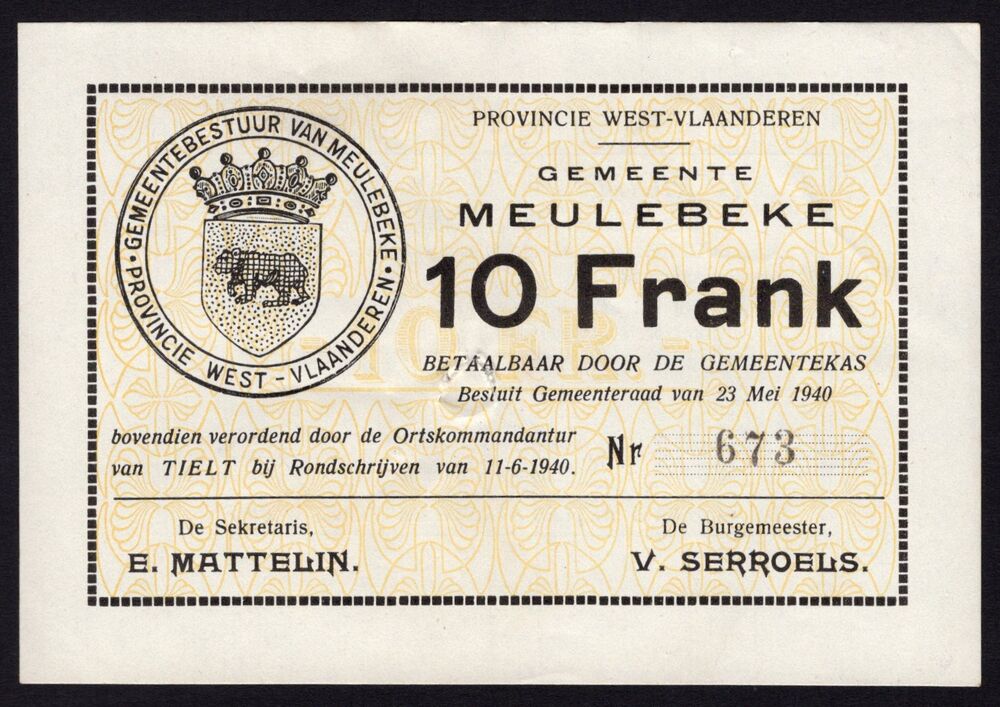 GEMEENTEBESTUUR VAN MEULEBEKE
• PROVINCIE WEST-VLAANDEREN •
PROVINCIE WEST-VLAANDEREN
GEMEENTE
MEULEBEKE
10 Frank
10 FR
BETAALBAAR DOOR DE GEMEENTEKAS
Besluit Gemeenteraad van 23 Mei 1940
bovendien verordend door de Ortskommandantur
van TIELT bij Rondschrijven van 11-6-1940.
Nr 673
De Sekretaris,
E. MATTELIN.
De Burgemeester,
V. SERROELS.